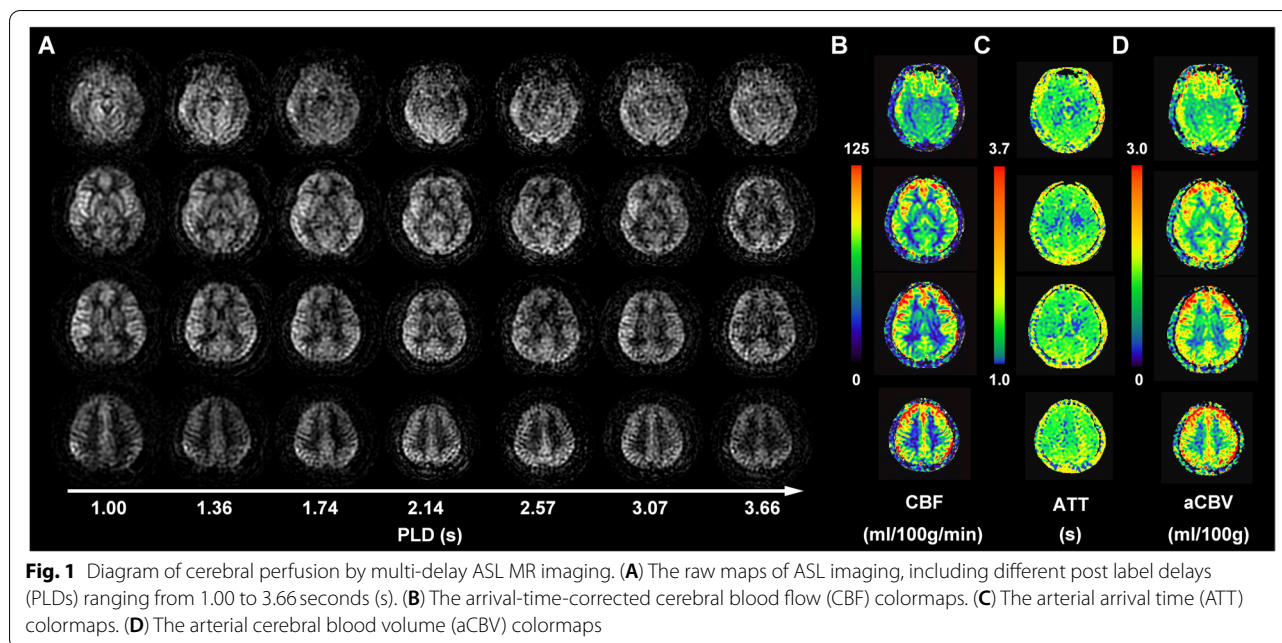 A
B
C
D
125
3.7
3.0
0
1.0
0
1.00 1.36 1.74 2.14 2.57 3.07 3.66
PLD (s)
CBF
(ml/100g/min)
ATT
(s)
aCBV
(ml/100g)
Fig. 1 Diagram of cerebral perfusion by multi-delay ASL MR imaging. (A) The raw maps of ASL imaging, including different post label delays
(PLDs) ranging from 1.00 to 3.66 seconds (s). (B) The arrival-time-corrected cerebral blood flow (CBF) colormaps. (C) The arterial arrival time (ATT)
colormaps. (D) The arterial cerebral blood volume (aCBV) colormaps